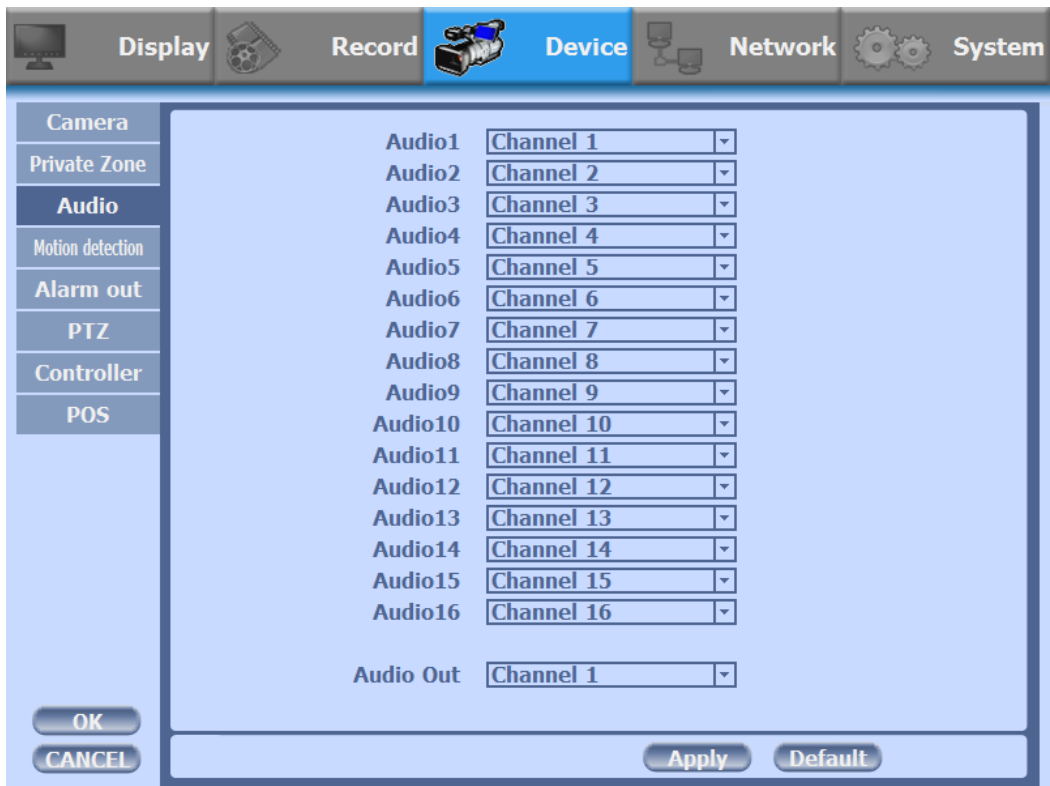 Display Record Device Network System
Camera
Private Zone
Audio
Motion detection
Alarm out
PTZ
Controller
POS
Audio1 Channel 1
Audio2 Channel 2
Audio3 Channel 3
Audio4 Channel 4
Audio5 Channel 5
Audio6 Channel 6
Audio7 Channel 7
Audio8 Channel 8
Audio9 Channel 9
Audio10 Channel 10
Audio11 Channel 11
Audio12 Channel 12
Audio13 Channel 13
Audio14 Channel 14
Audio15 Channel 15
Audio16 Channel 16
Audio Out Channel 1
OK
CANCEL
Apply Default